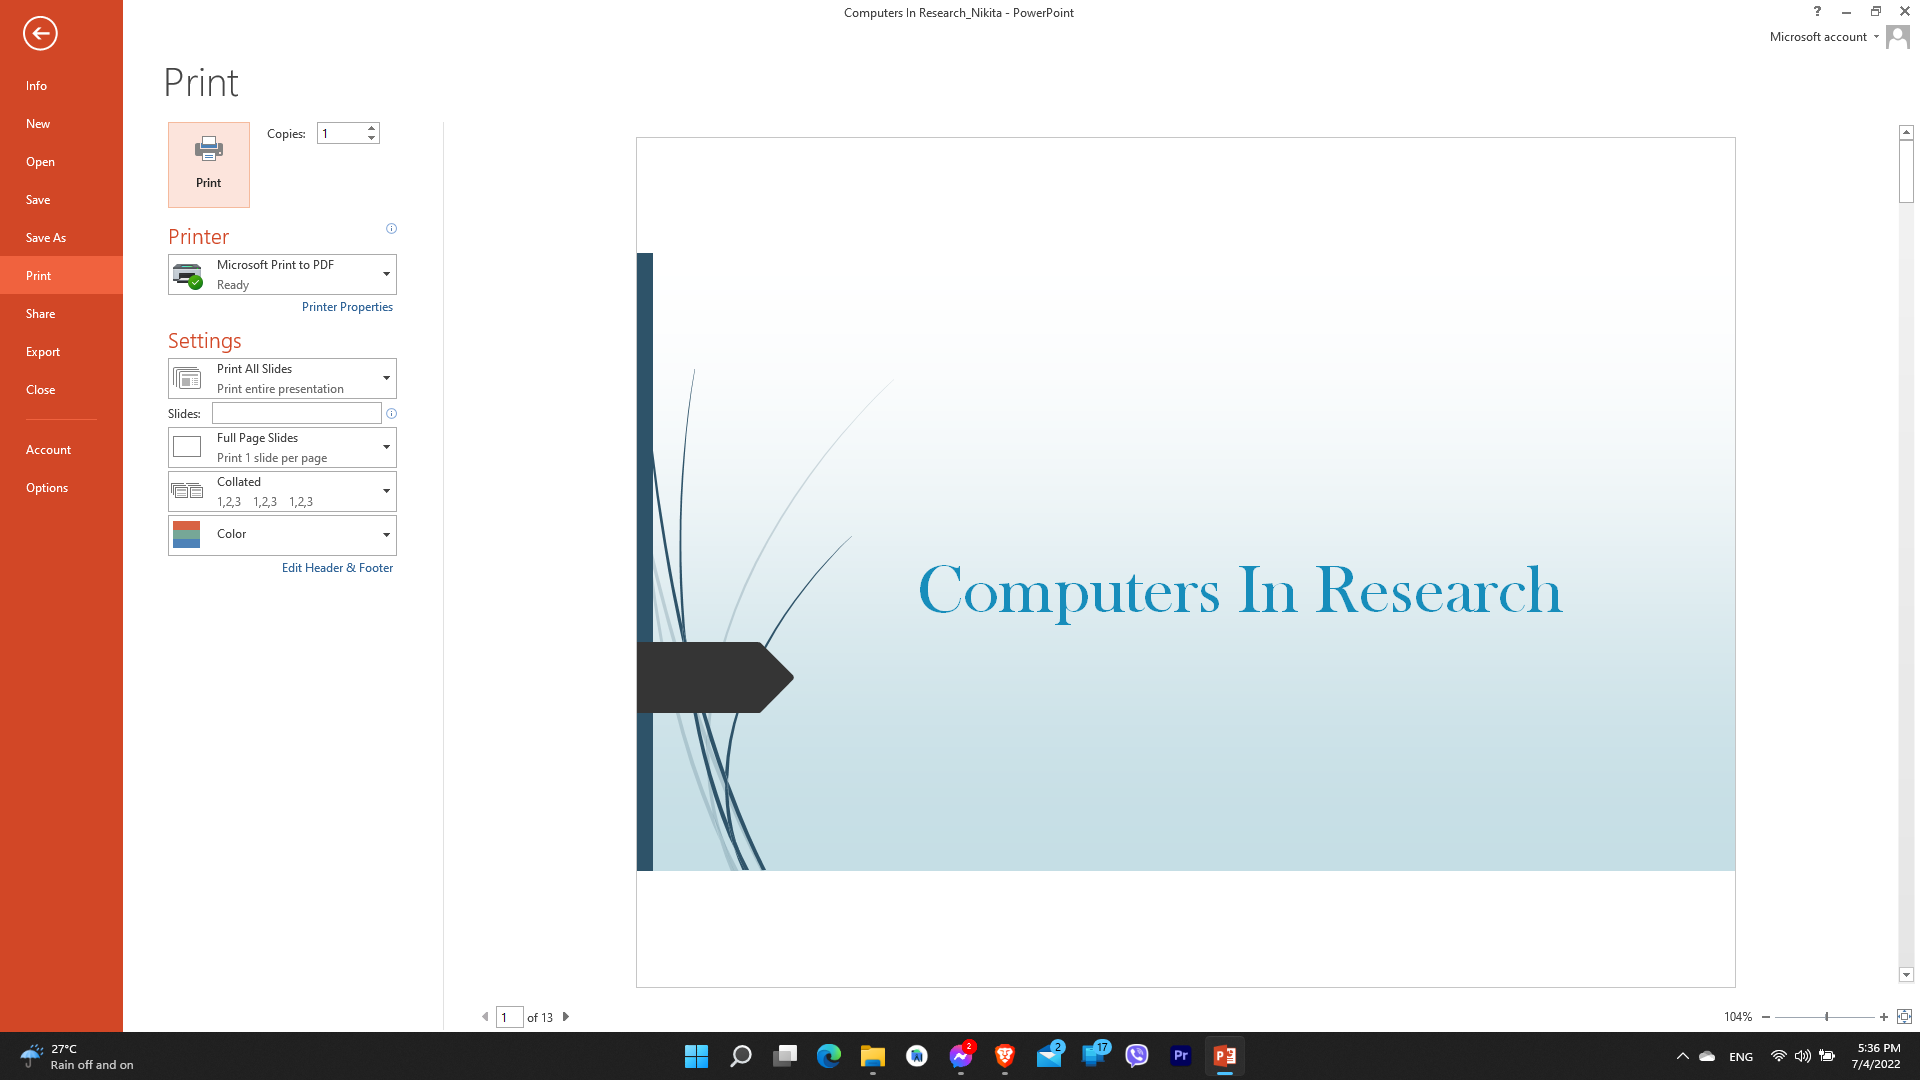 Computers In Research_Nikita - PowerPoint
?
Microsoft account
Info
New
Open
Save
Save As
Print
Share
Export
Close
Account
Options
Print
Print
Copies: 1
Printer
Microsoft Print to PDF
Ready
Printer Properties
Settings
Print All Slides
Print entire presentation
Slides:
Full Page Slides
Print 1 slide per page
Collated
1,2,3 1,2,3 1,2,3
Color
Edit Header & Footer
Computers In Research
1 of 13
104%
27°C
Rain off and on
2
2
17
Pr
P
ENG
5:36 PM
7/4/2022